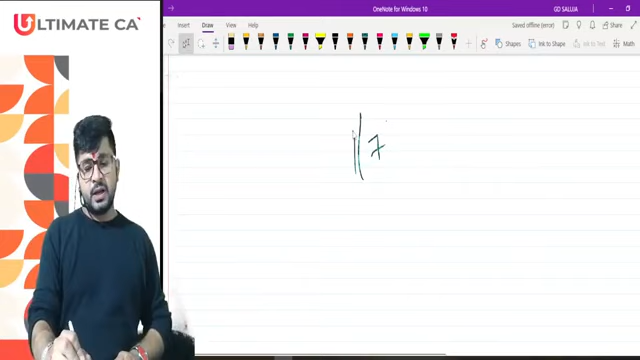 ULTIMATE CA
OneNote for Windows 10
GD SALUJA
Insert Draw View Help
Saved offline (error)
Share
Shapes
Ink to Shape
Ink to Text
Math
7